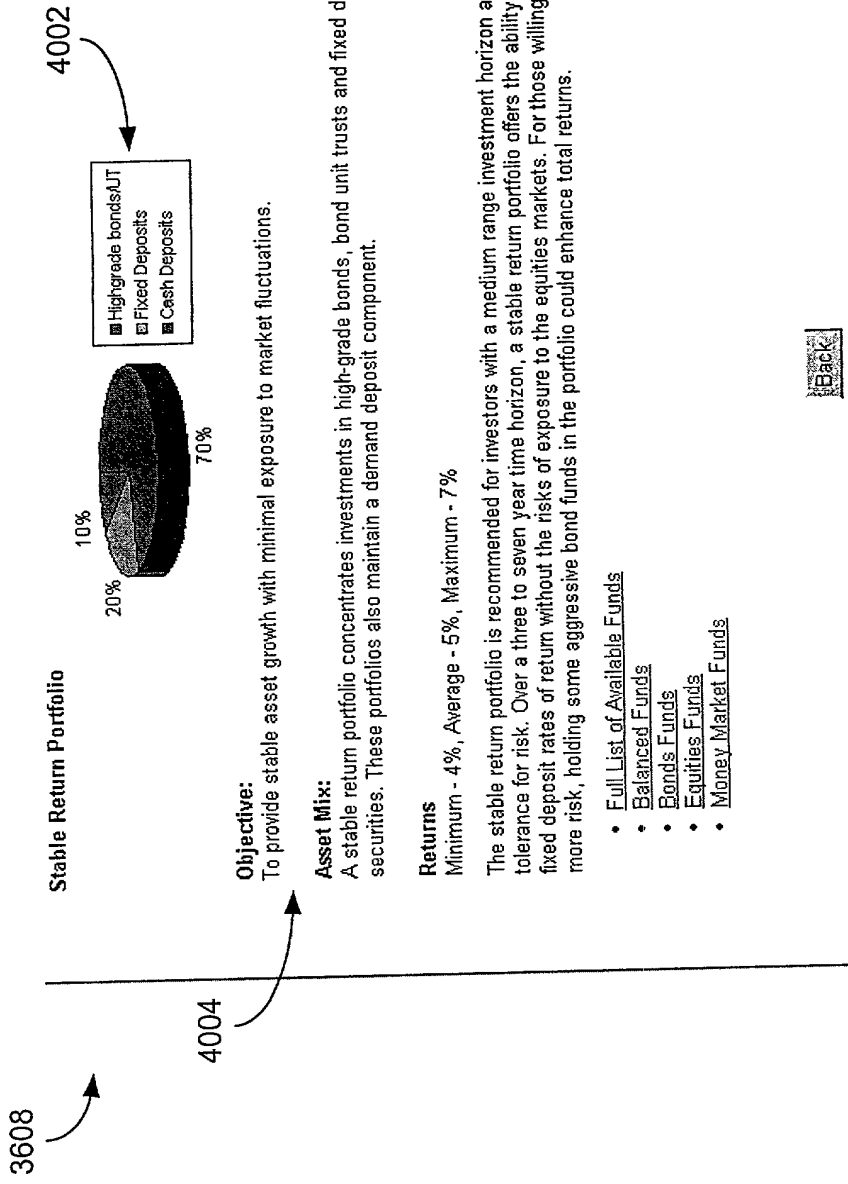 3608
4002
4004
Stable Return Portfolio
10%
20%
70%
Highgrade bonds/UT
Fixed Deposits
Cash Deposits
Objective:
To provide stable asset growth with minimal exposure to market fluctuations.
Asset Mix:
A stable return portfolio concentrates investments in high-grade bonds, bond unit trusts and fixed d
securities. These portfolios also maintain a demand deposit component.
Returns
Minimum - 4%, Average - 5%, Maximum - 7%
The stable return portfolio is recommended for investors with a medium range investment horizon a
tolerance for risk. Over a three to seven year time horizon, a stable return portfolio offers the ability
fixed deposit rates of return without the risks of exposure to the equities markets. For those willing
more risk, holding some aggressive bond funds in the portfolio could enhance total returns.
• Full List of Available Funds
• Balanced Funds
• Bonds Funds
• Equities Funds
• Money Market Funds
Back